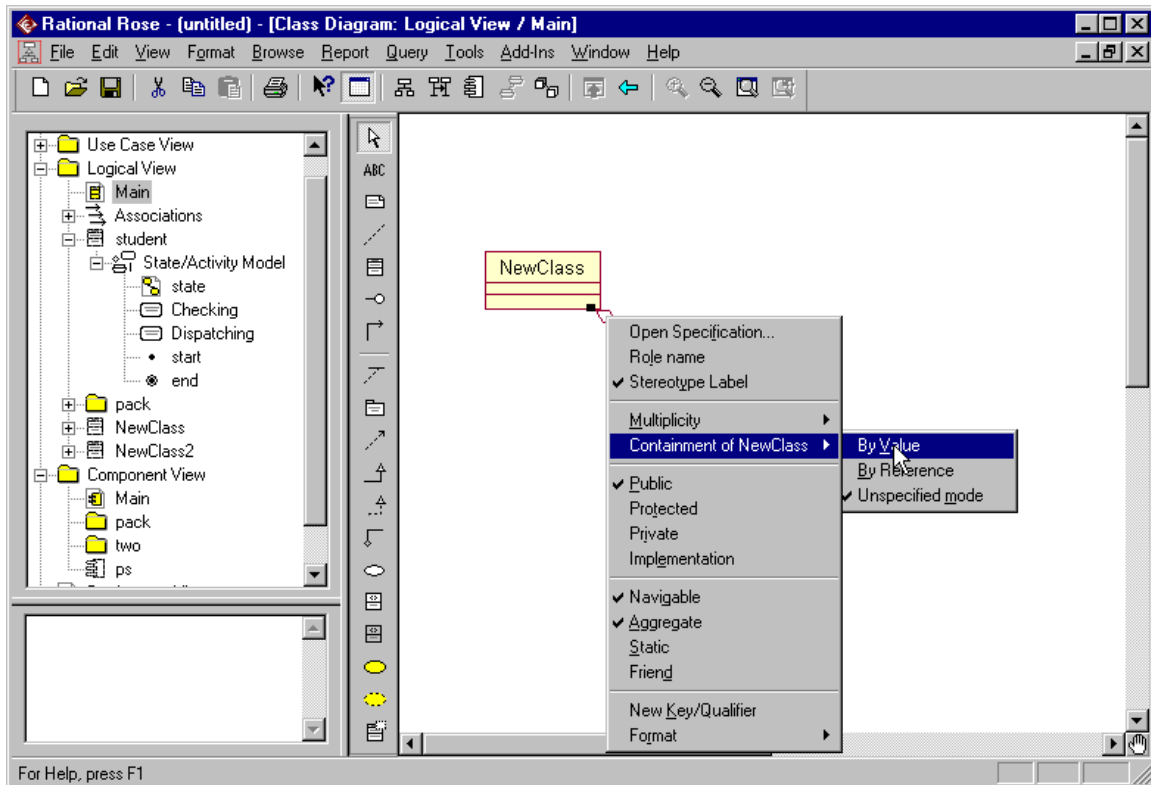 Rational Rose - (untitled) - [Class Diagram: Logical View / Main]
File Edit View Format Browse Report Query Tools Add-Ins Window Help
Use Case View
Logical View
Main
Associations
student
State/Activity Model
state
Checking
Dispatching
start
end
pack
NewClass
NewClass2
Component View
Main
pack
two
ps
ABC
NewClass
Open Specification...
Role name
Stereotype Label
Multiplicity
Containment of NewClass
Public
Protected
Private
Implementation
Navigable
Aggregate
Static
Friend
New Key/Qualifier
Format
By Value
By Reference
Unspecified mode
For Help, press F1